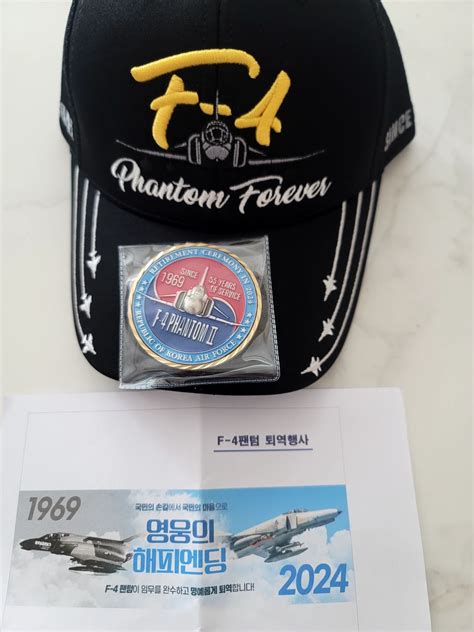 F-4
Phantom Forever
SINCE
RETIREMENT CEREMONY IN 2024
SINCE
1969
55 YEARS
OF SERVICE
F-4 PHANTOM II
REPUBLIC OF KOREA AIR FORCE
F-4팬텀 퇴역행사
1969
국민의 손길에서 국민의 마음으로
영웅의
해피엔딩
F-4 팬텀이 임무를 완수하고 명예롭게 퇴역합니다!
2024